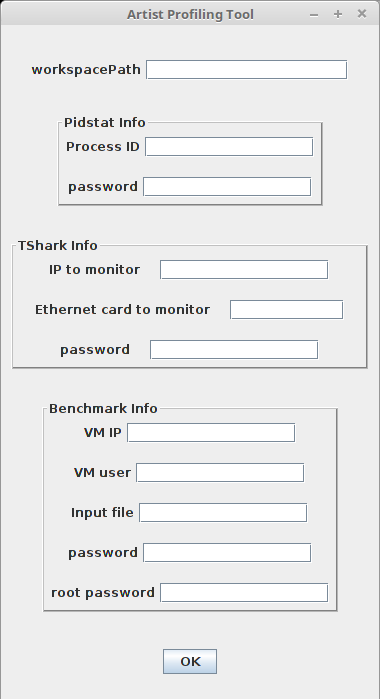 Artist Profiling Tool
workspacePath
Pidstat Info
Process ID
password
TShark Info
IP to monitor
Ethernet card to monitor
password
Benchmark Info
VM IP
VM user
Input file
password
root password
OK